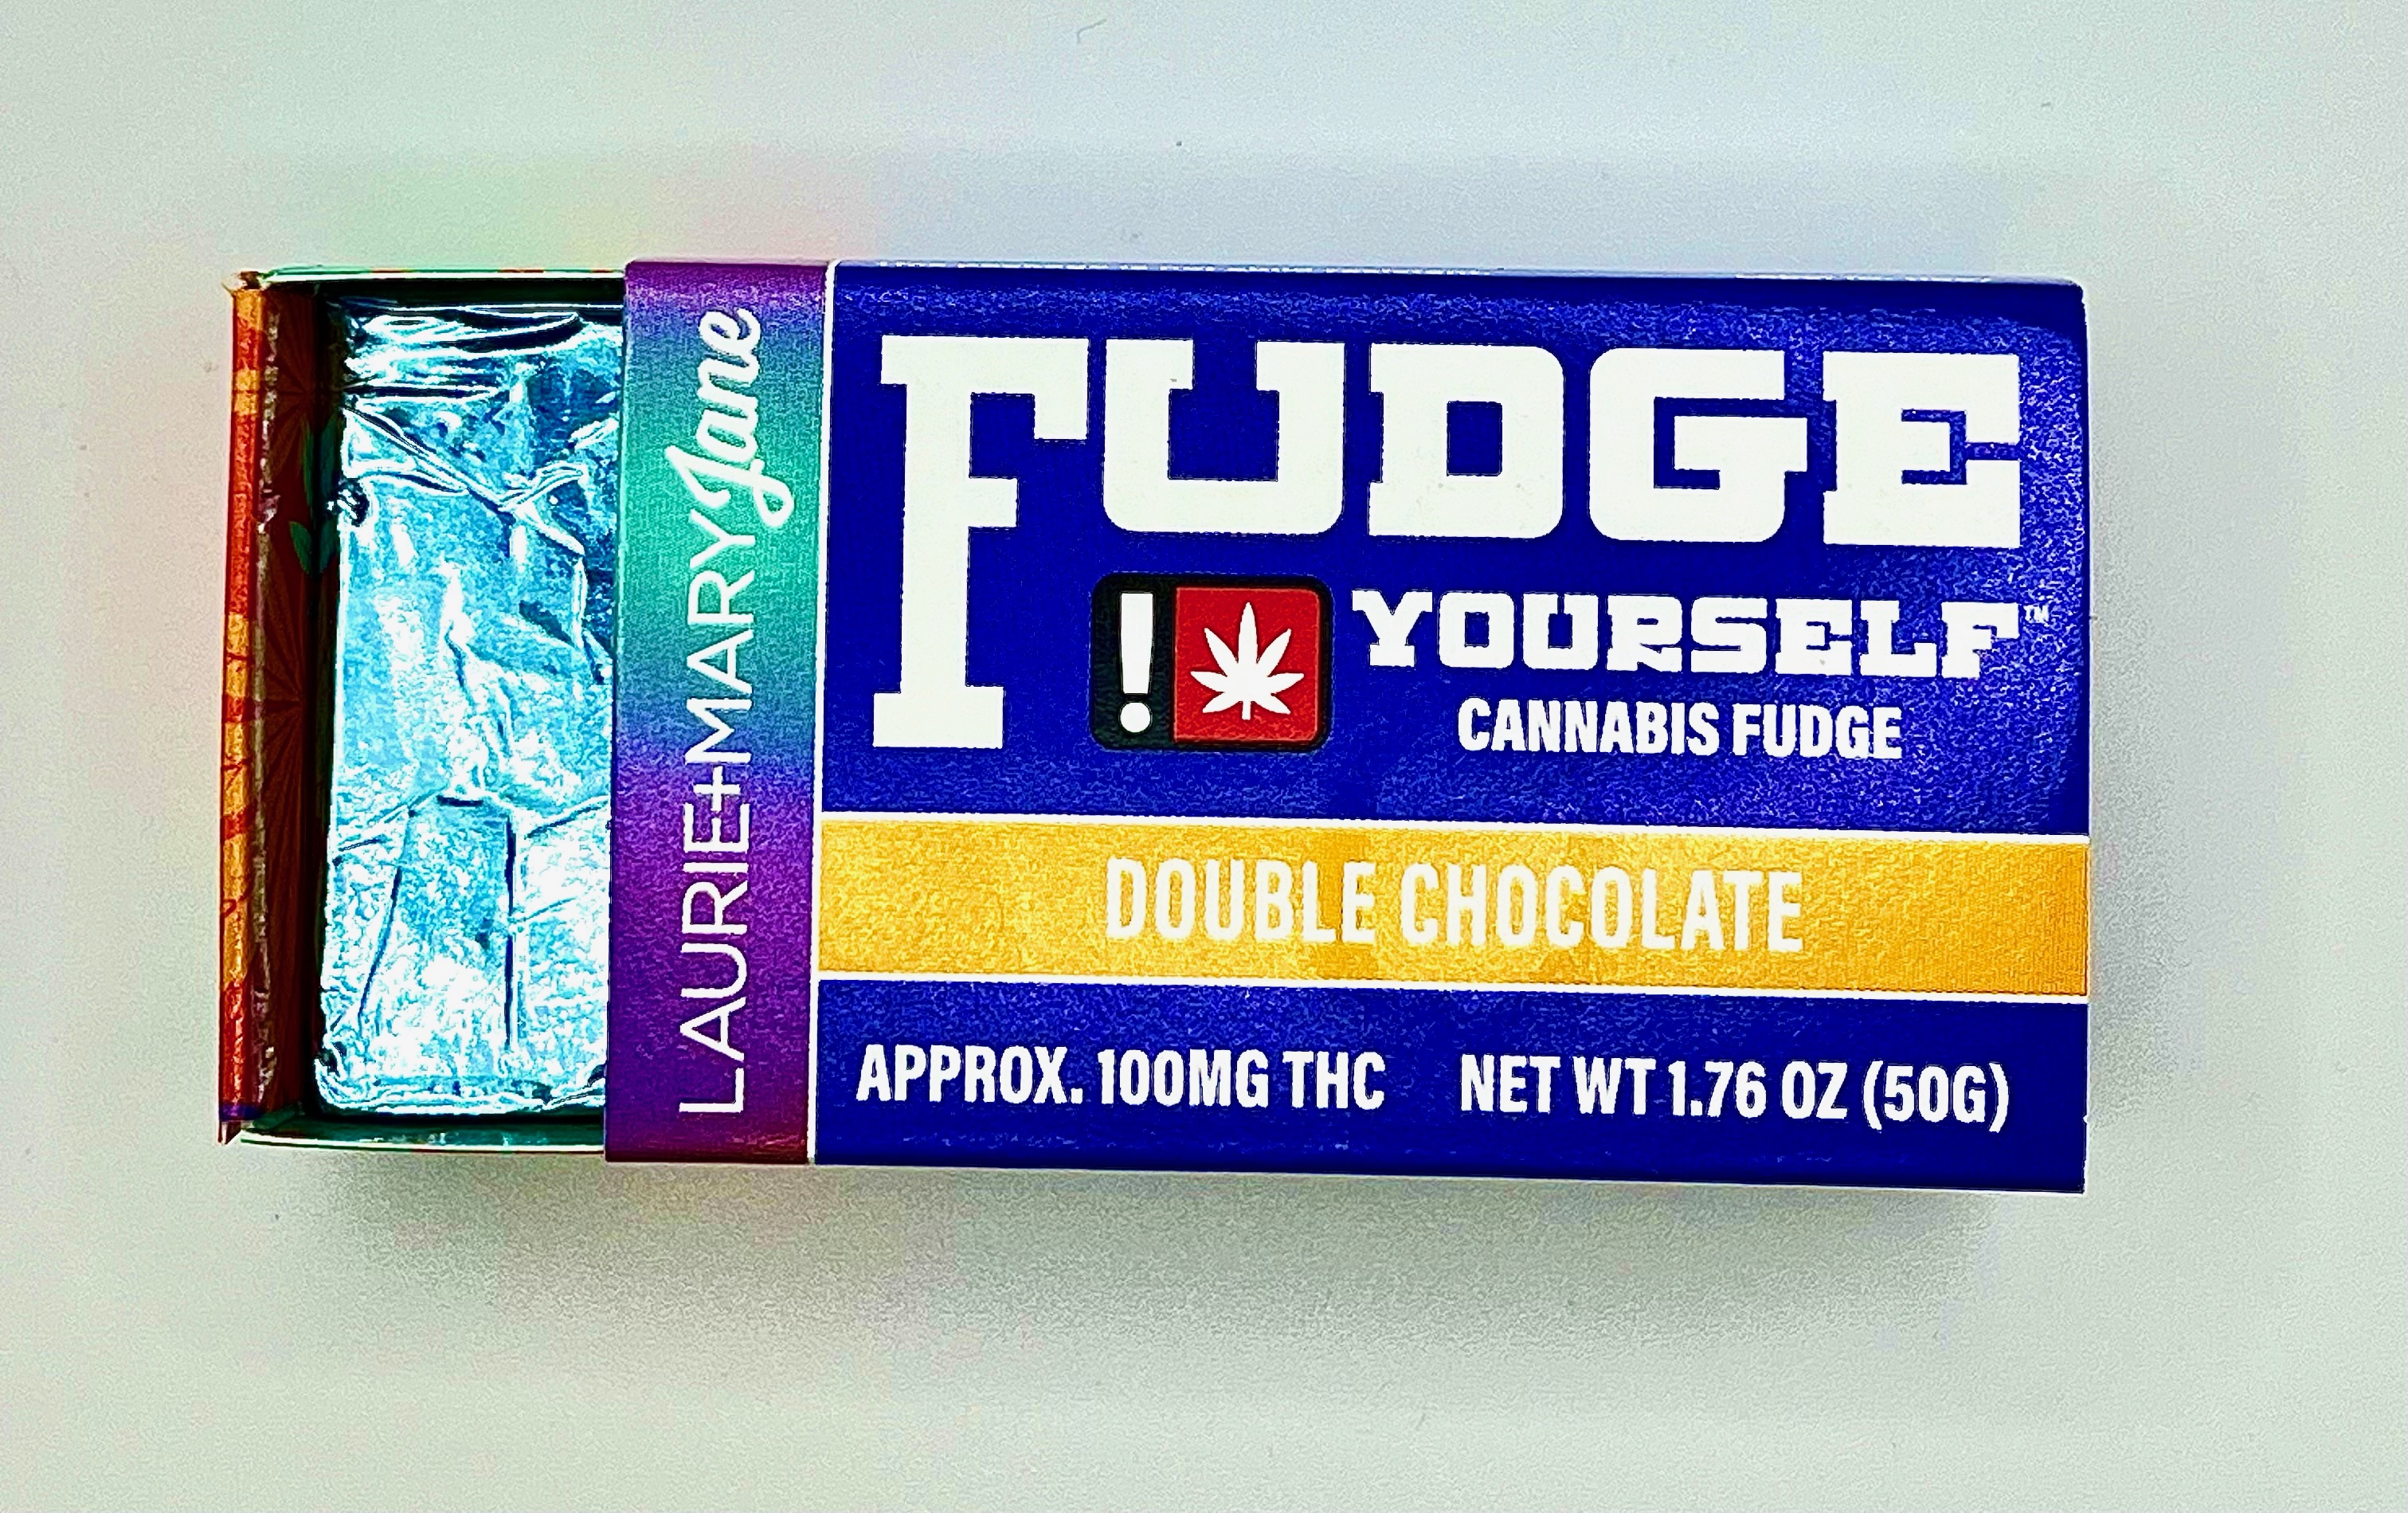 LAURIE+MARYJane
FUDGE
!
YOURSELF™
CANNABIS FUDGE
DOUBLE CHOCOLATE
APPROX. 100MG THC NET WT 1.76 OZ (50G)